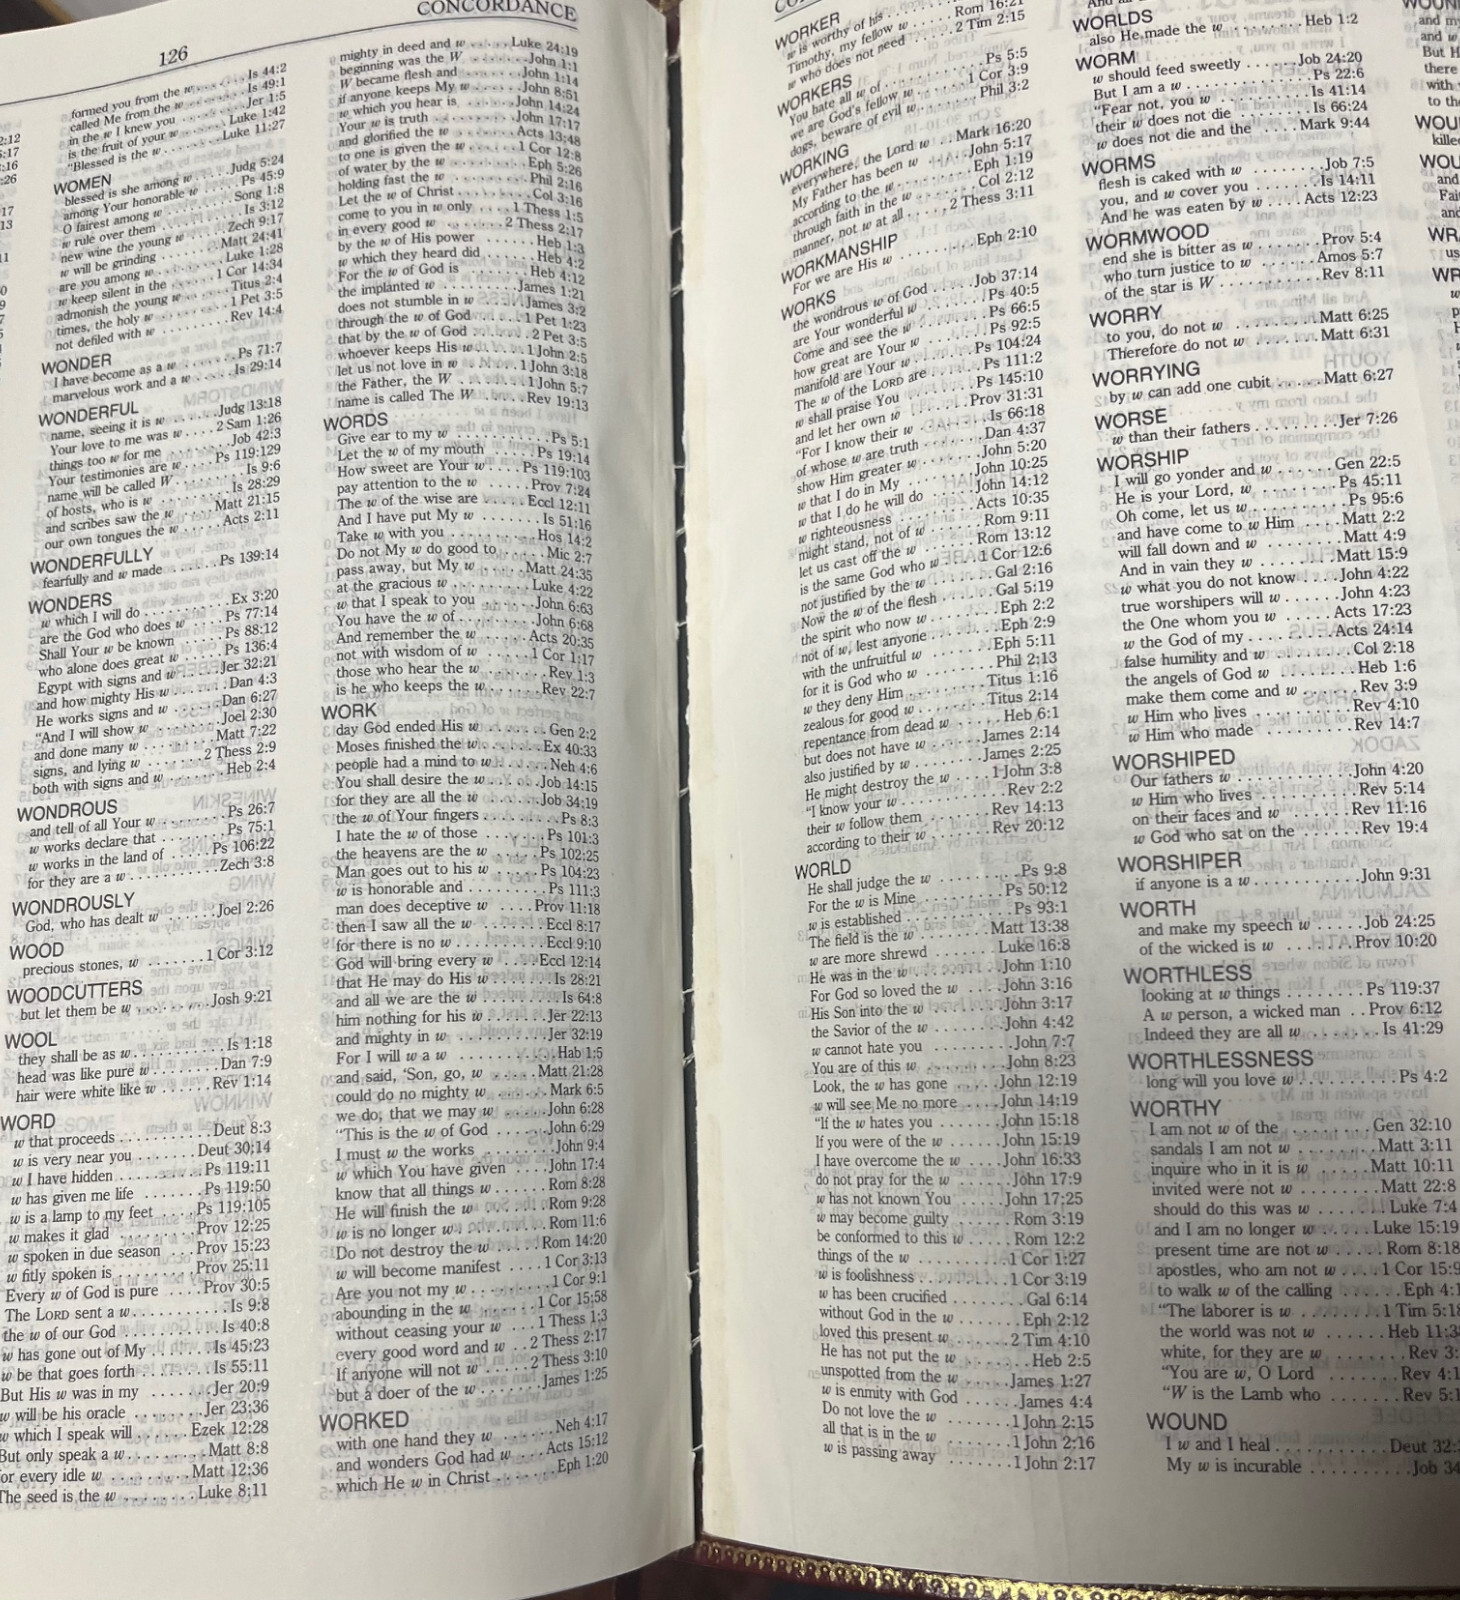 126
CONCORDANCE
formed you from the w Is 44:2
called Me from the w Is 49:1
in the w I knew you Jer 1:5
is the fruit of your w Luke 1:42
"Blessed is the w Luke 11:27
WOMEN
blessed is she among w Judg 5:24
among Your honorable w Ps 45:9
O fairest among w Song 1:8
w rule over them Is 3:12
new wine the young w Zech 9:17
w will be grinding Matt 24:41
are you among w Luke 1:28
w keep silent in the 1 Cor 14:34
admonish the young w Titus 2:4
times, the holy w 1 Pet 3:5
not defiled with w Rev 14:4
WONDER
I have become as a w Ps 71:7
marvelous work and a w Is 29:14
WONDERFUL
name, seeing it is w Judg 13:18
Your love to me was w 2 Sam 1:26
things too w for me Job 42:3
Your testimonies are w Ps 119:129
name will be called W Is 9:6
of hosts, who is w Is 28:29
and scribes saw the w Matt 21:15
our own tongues the w Acts 2:11
WONDERFULLY
fearfully and w made Ps 139:14
WONDERS
w which I will do Ex 3:20
are the God who does w Ps 77:14
Shall Your w be known Ps 88:12
who alone does great w Ps 136:4
Egypt with signs and w Jer 32:21
and how mighty His w Dan 4:3
He works signs and w Dan 6:27
"And I will show w Joel 2:30
and done many w Matt 7:22
signs, and lying w 2 Thess 2:9
both with signs and w Heb 2:4
WONDROUS
and tell of all Your w Ps 26:7
w works declare that Ps 75:1
w works in the land of Ps 106:22
for they are a w Zech 3:8
WONDROUSLY
God, who has dealt w Joel 2:26
WOOD
precious stones, w 1 Cor 3:12
WOODCUTTERS
but let them be w Josh 9:21
WOOL
they shall be as w Is 1:18
head was like pure w Dan 7:9
hair were white like w Rev 1:14
WORD
w that proceeds Deut 8:3
w is very near you Deut 30:14
w I have hidden Ps 119:11
w has given me life Ps 119:50
w is a lamp to my feet Ps 119:105
w makes it glad Prov 12:25
w spoken in due season Prov 15:23
w fitly spoken is Prov 25:11
Every w of God is pure Prov 30:5
The LORD sent a w Is 9:8
the w of our God Is 40:8
w has gone out of My Is 45:23
w be that goes forth Is 55:11
But His w was in my Jer 20:9
w will be his oracle Jer 23:36
w which I speak will Ezek 12:28
But only speak a w Matt 8:8
or every idle w Matt 12:36
The seed is the w Luke 8:11
mighty in deed and w Luke 24:19
beginning was the W John 1:1
W became flesh and John 1:14
if anyone keeps My w John 8:51
w which you hear is John 14:24
Your w is truth John 17:17
and glorified the w Acts 13:48
to one is given the w 1 Cor 12:8
of water by the w Eph 5:26
holding fast the w Phil 2:16
Let the w of Christ Col 3:16
come to you in w only 1 Thess 1:5
in every good w 2 Thess 2:17
by the w of His power Heb 1:3
w which they heard did Heb 4:2
For the w of God is Heb 4:12
the implanted w James 1:21
does not stumble in w James 3:2
through the w of God 1 Pet 1:23
that by the w of God 2 Pet 3:5
whoever keeps His w 1 John 2:5
let us not love in w 1 John 3:18
the Father, the W 1 John 5:7
name is called The W Rev 19:13
WORDS
Give ear to my w Ps 5:1
Let the w of my mouth Ps 19:14
How sweet are Your w Ps 119:103
pay attention to the w Prov 7:24
The w of the wise are Eccl 12:11
And I have put My w Is 51:16
Take w with you Hos 14:2
Do not My w do good to Mic 2:7
pass away, but My w Matt 24:35
at the gracious w Luke 4:22
w that I speak to you John 6:63
You have the w of John 6:68
And remember the w Acts 20:35
not with wisdom of w 1 Cor 1:17
those who hear the w Rev 1:3
is he who keeps the w Rev 22:7
WORK
day God ended His w Gen 2:2
Moses finished the w Ex 40:33
people had a mind to w Neh 4:6
You shall desire the w Job 14:15
for they are all the w Job 34:19
the w of Your fingers Ps 8:3
I hate the w of those Ps 101:3
the heavens are the w Ps 102:25
Man goes out to his w Ps 104:23
w is honorable and Ps 111:3
man does deceptive w Prov 11:18
then I saw all the w Eccl 8:17
for there is no w Eccl 9:10
God will bring every w Eccl 12:14
that He may do His w Is 28:21
and all we are the w Is 64:8
him nothing for his w Jer 22:13
and mighty in w Jer 32:19
For I will w a w Hab 1:5
and said, 'Son, go, w Matt 21:28
could do no mighty w Mark 6:5
we do, that we may w John 6:28
"This is the w of God John 6:29
I must w the works John 9:4
w which You have given John 17:4
know that all things w Rom 8:28
He will finish the w Rom 9:28
w is no longer w Rom 11:6
Do not destroy the w Rom 14:20
w will become manifest 1 Cor 3:13
Are you not my w 1 Cor 9:1
abounding in the w 1 Cor 15:58
without ceasing your w 1 Thess 1:3
every good word and w 2 Thess 2:17
If anyone will not w 2 Thess 3:10
but a doer of the w James 1:25
WORKED
with one hand they w Neh 4:17
and wonders God had w Acts 15:12
which He w in Christ Eph 1:20
WORKER
w is worthy of his
Timothy, my fellow w Rom 16:21
w who does not need 2 Tim 2:15
WORKERS
You hate all w of Ps 5:5
we are God's fellow w 1 Cor 3:9
dogs, beware of evil w Phil 3:2
WORKING
everywhere, the Lord w Mark 16:20
My Father has been w John 5:17
according to the w Eph 1:19
through faith in the w Col 2:12
manner, not w at all 2 Thess 3:11
WORKMANSHIP
For we are His w Eph 2:10
WORKS
the wondrous w of God Job 37:14
are Your wonderful w Ps 40:5
Come and see the w Ps 66:5
how great are Your w Ps 92:5
manifold are Your w Ps 104:24
The w of the LORD are Ps 111:2
w shall praise You Ps 145:10
and let her own w Prov 31:31
"For I know their w Is 66:18
of whose w are truth Dan 4:37
show Him greater w John 5:20
w that I do in My John 10:25
w that I do he will do John 14:12
w righteousness Acts 10:35
might stand, not of w Rom 9:11
let us cast off the w Rom 13:12
is the same God who w 1 Cor 12:6
not justified by the w Gal 2:16
Now the w of the flesh Gal 5:19
the spirit who now w Eph 2:2
not of w, lest anyone Eph 2:9
with the unfruitful w Eph 5:11
for it is God who w Phil 2:13
w they deny Him Titus 1:16
zealous for good w Titus 2:14
repentance from dead w Heb 6:1
but does not have w James 2:14
also justified by w James 2:25
He might destroy the w 1 John 3:8
"I know your w Rev 2:2
their w follow them Rev 14:13
according to their w Rev 20:12
WORLD
He shall judge the w Ps 9:8
For the w is Mine Ps 50:12
w is established Ps 93:1
The field is the w Matt 13:38
w are more shrewd Luke 16:8
He was in the w John 1:10
For God so loved the w John 3:16
His Son into the w John 3:17
the Savior of the w John 4:42
w cannot hate you John 7:7
You are of this w John 8:23
Look, the w has gone John 12:19
w will see Me no more John 14:19
"If the w hates you John 15:18
If you were of the w John 15:19
I have overcome the w John 16:33
do not pray for the w John 17:9
w has not known You John 17:25
w may become guilty Rom 3:19
be conformed to this w Rom 12:2
things of the w 1 Cor 1:27
w is foolishness 1 Cor 3:19
w has been crucified Gal 6:14
without God in the w Eph 2:12
loved this present w 2 Tim 4:10
He has not put the w Heb 2:5
unspotted from the w James 1:27
w is enmity with God James 4:4
Do not love the w 1 John 2:15
all that is in the w 1 John 2:16
w is passing away 1 John 2:17
WORLDS
also He made the w Heb 1:2
WORM
w should feed sweetly Job 24:20
But I am a w Ps 22:6
"Fear not, you w Is 41:14
their w does not die Is 66:24
w does not die and the Mark 9:44
WORMS
flesh is caked with w Job 7:5
you, and w cover you Is 14:11
And he was eaten by w Acts 12:23
WORMWOOD
end she is bitter as w Prov 5:4
who turn justice to w Amos 5:7
of the star is W Rev 8:11
WORRY
to you, do not w Matt 6:25
Therefore do not w Matt 6:31
WORRYING
by w can add one cubit Matt 6:27
WORSE
w than their fathers Jer 7:26
WORSHIP
I will go yonder and w Gen 22:5
He is your Lord, w Ps 45:11
Oh come, let us w Ps 95:6
and have come to w Him Matt 2:2
will fall down and w Matt 4:9
And in vain they w Matt 15:9
w what you do not know John 4:22
true worshipers will w John 4:23
the One whom you w Acts 17:23
w the God of my Acts 24:14
false humility and w Col 2:18
the angels of God w Heb 1:6
make them come and w Rev 3:9
w Him who lives Rev 4:10
w Him who made Rev 14:7
WORSHIPED
Our fathers w John 4:20
w Him who lives Rev 5:14
on their faces and w Rev 11:16
w God who sat on the Rev 19:4
WORSHIPER
if anyone is a w John 9:31
WORTH
and make my speech w Job 24:25
of the wicked is w Prov 10:20
WORTHLESS
looking at w things Ps 119:37
A w person, a wicked man Prov 6:12
Indeed they are all w Is 41:29
WORTHLESSNESS
long will you love w Ps 4:2
WORTHY
I am not w of the Gen 32:10
sandals I am not w Matt 3:11
inquire who in it is w Matt 10:11
invited were not w Matt 22:8
should do this was w Luke 7:4
and I am no longer w Luke 15:19
present time are not w Rom 8:18
apostles, who am not w 1 Cor 15:9
to walk w of the calling Eph 4:1
"The laborer is w 1 Tim 5:18
the world was not w Heb 11:3
white, for they are w Rev 3:
"You are w, O Lord Rev 4:1
"W is the Lamb who Rev 5:1
WOUND
I w and I heal Deut 32:
My w is incurable Job 34